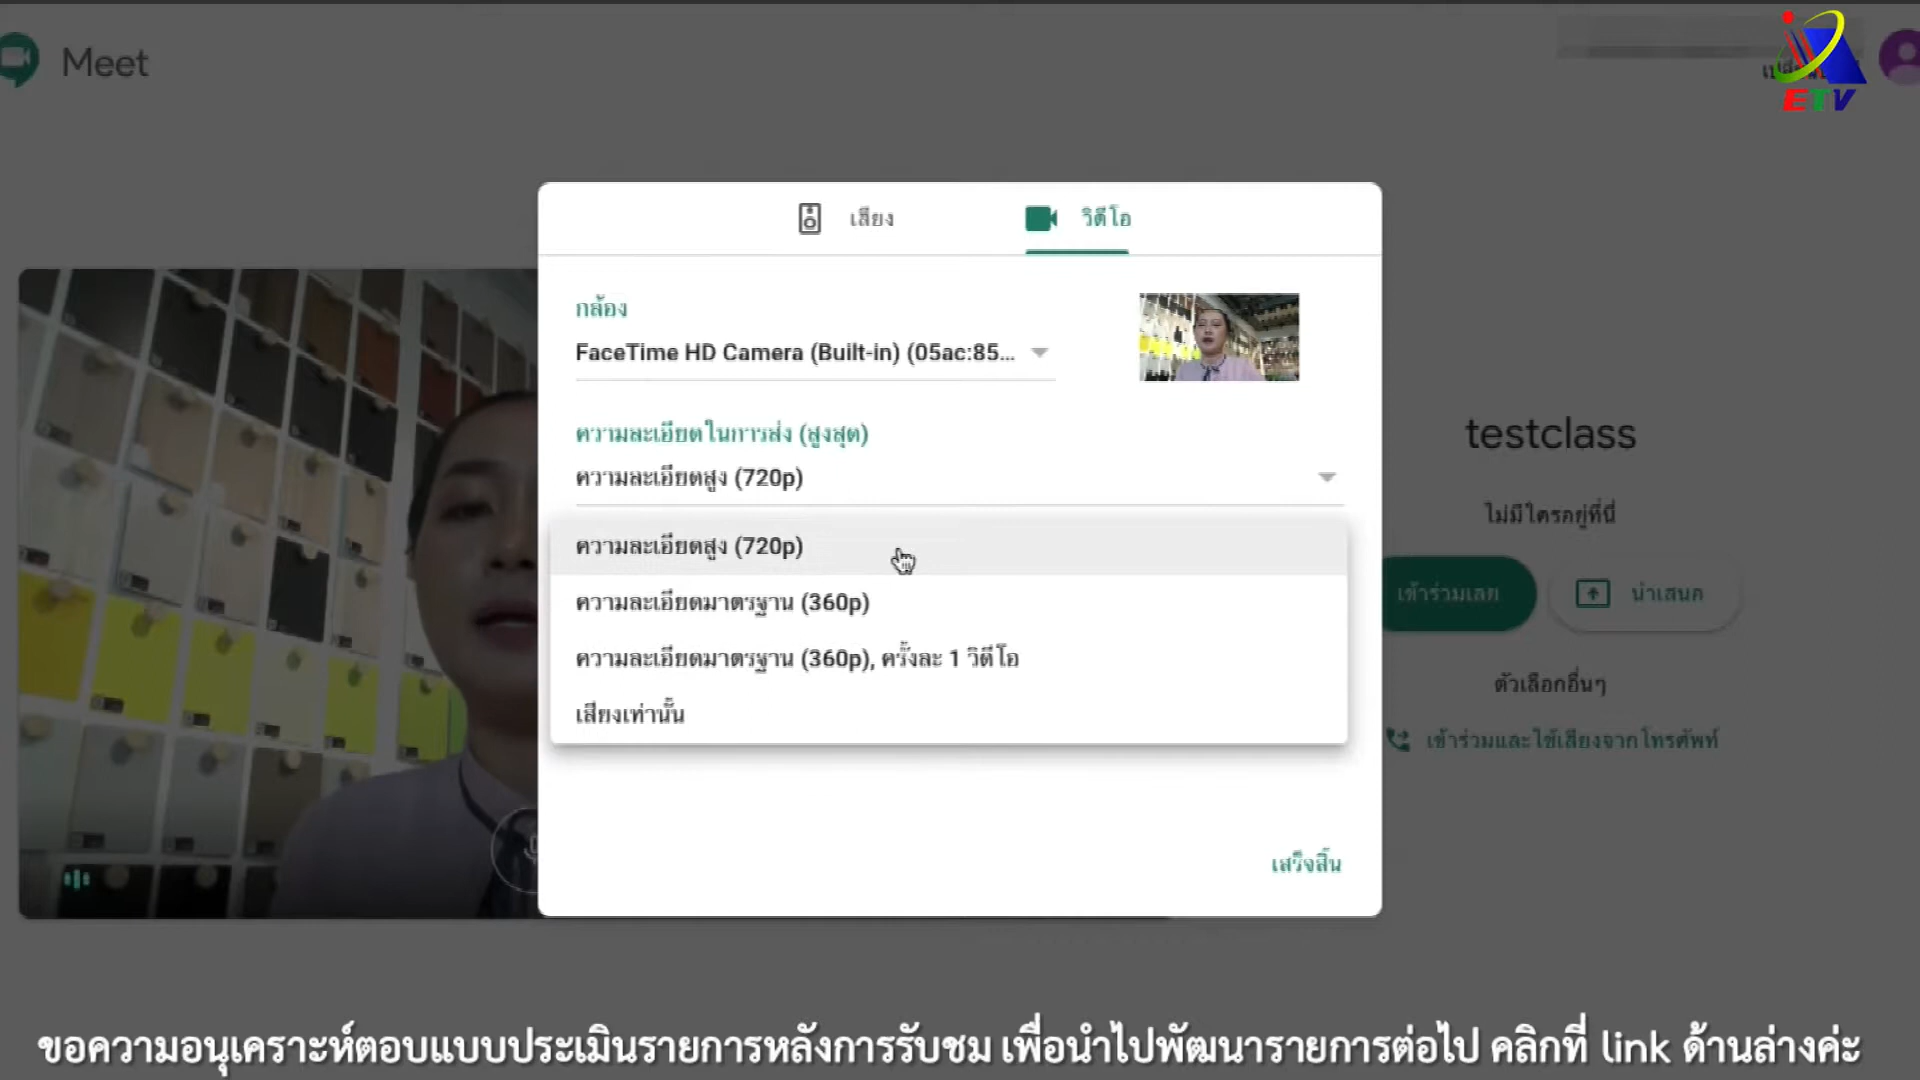 Meet
ETV
เสียง
วิดีโอ
กล้อง
FaceTime HD Camera (Built-in) (05ac:85...
ความละเอียดในการส่ง (สูงสุด)
ความละเอียดสูง (720p)
ความละเอียดสูง (720p)
ความละเอียดมาตรฐาน (360p)
ความละเอียดมาตรฐาน (360p), ครั้งละ 1 วิดีโอ
เสียงเท่านั้น
เสร็จสิ้น
testclass
ไม่มีใครอยู่ที่นี่
เข้าร่วมเลย
นำเสนอ
ตัวเลือกอื่นๆ
เข้าร่วมและใช้เสียงจากโทรศัพท์
ขอความอนุเคราะห์ตอบแบบประเมินรายการหลังการรับชม เพื่อนำไปพัฒนารายการต่อไป คลิกที่ link ด้านล่างค่ะ